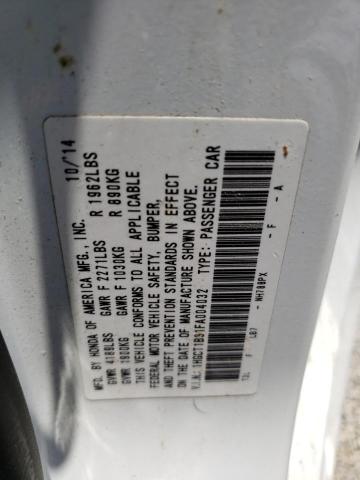 MFD. BY HONDA OF AMERICA MFG., INC. 10/14
GVWR 4189LBS GAWR F 2271LBS R 1962LBS
GVWR 1900KG GAWR F 1030KG R 890KG
THIS VEHICLE CONFORMS TO ALL APPLICABLE
FEDERAL MOTOR VEHICLE SAFETY, BUMPER,
AND THEFT PREVENTION STANDARDS IN EFFECT
ON THE DATE OF MANUFACTURE SHOWN ABOVE.
V.I.N.: TYPE: PASSENGER CAR
NH788PX - F - A